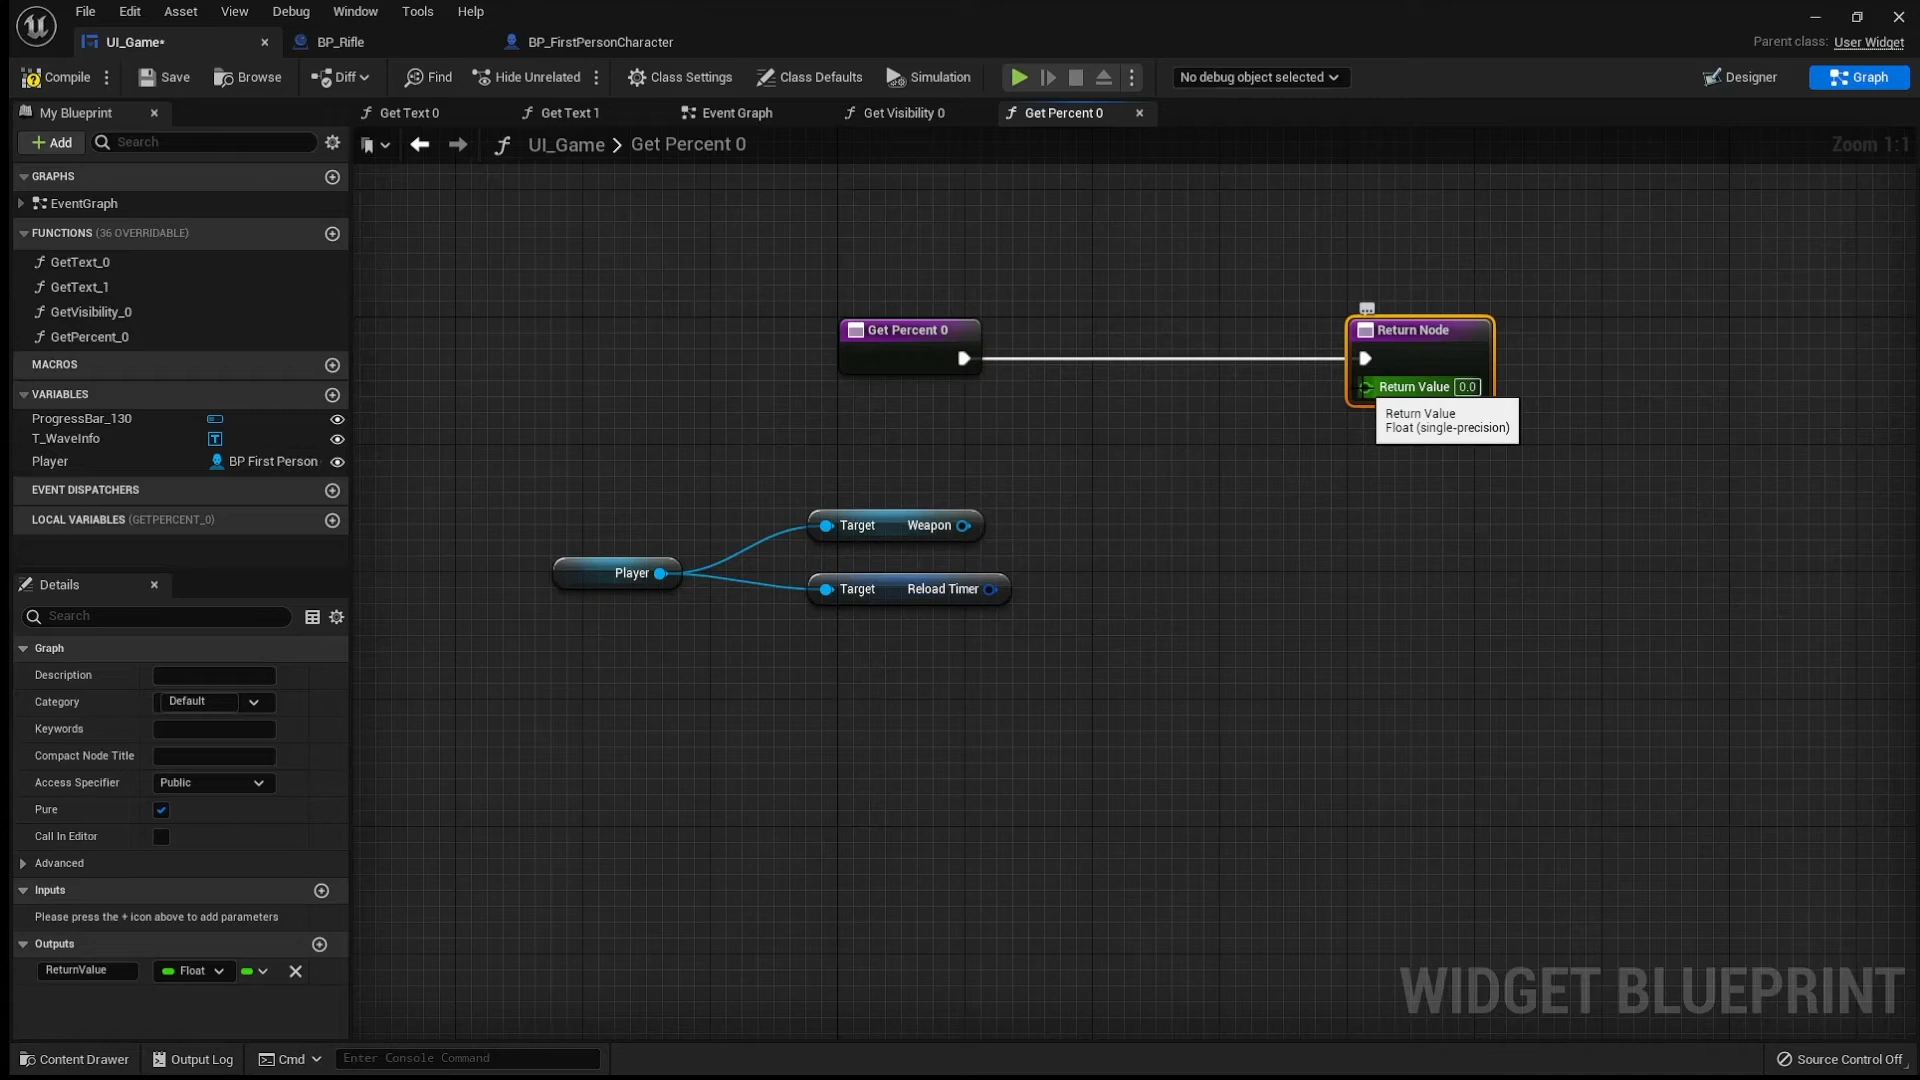 File Edit Asset View Debug Window Tools Help
UI_Game* BP_Rifle BP_FirstPersonCharacter
Parent class: User Widget
Compile Save Browse Diff Find Hide Unrelated Class Settings Class Defaults Simulation No debug object selected Designer Graph
My Blueprint
Get Text 0 Get Text 1 Event Graph Get Visibility 0 Get Percent 0
+ Add Search
UI_Game > Get Percent 0
Zoom 1:1
GRAPHS
EventGraph
FUNCTIONS (36 OVERRIDABLE)
GetText_0
GetText_1
GetVisibility_0
GetPercent_0
MACROS
VARIABLES
ProgressBar_130
T_WaveInfo
Player BP First Person
EVENT DISPATCHERS
LOCAL VARIABLES (GETPERCENT_0)
Get Percent 0
Return Node
Return Value 0.0
Return Value
Float (single-precision)
Target Weapon
Player
Target Reload Timer
Details
Search
Graph
Description
Category Default
Keywords
Compact Node Title
Access Specifier Public
Pure
Call In Editor
Advanced
Inputs
Please press the + icon above to add parameters
Outputs
ReturnValue Float
WIDGET BLUEPRINT
Content Drawer Output Log Cmd Enter Console Command Source Control Off